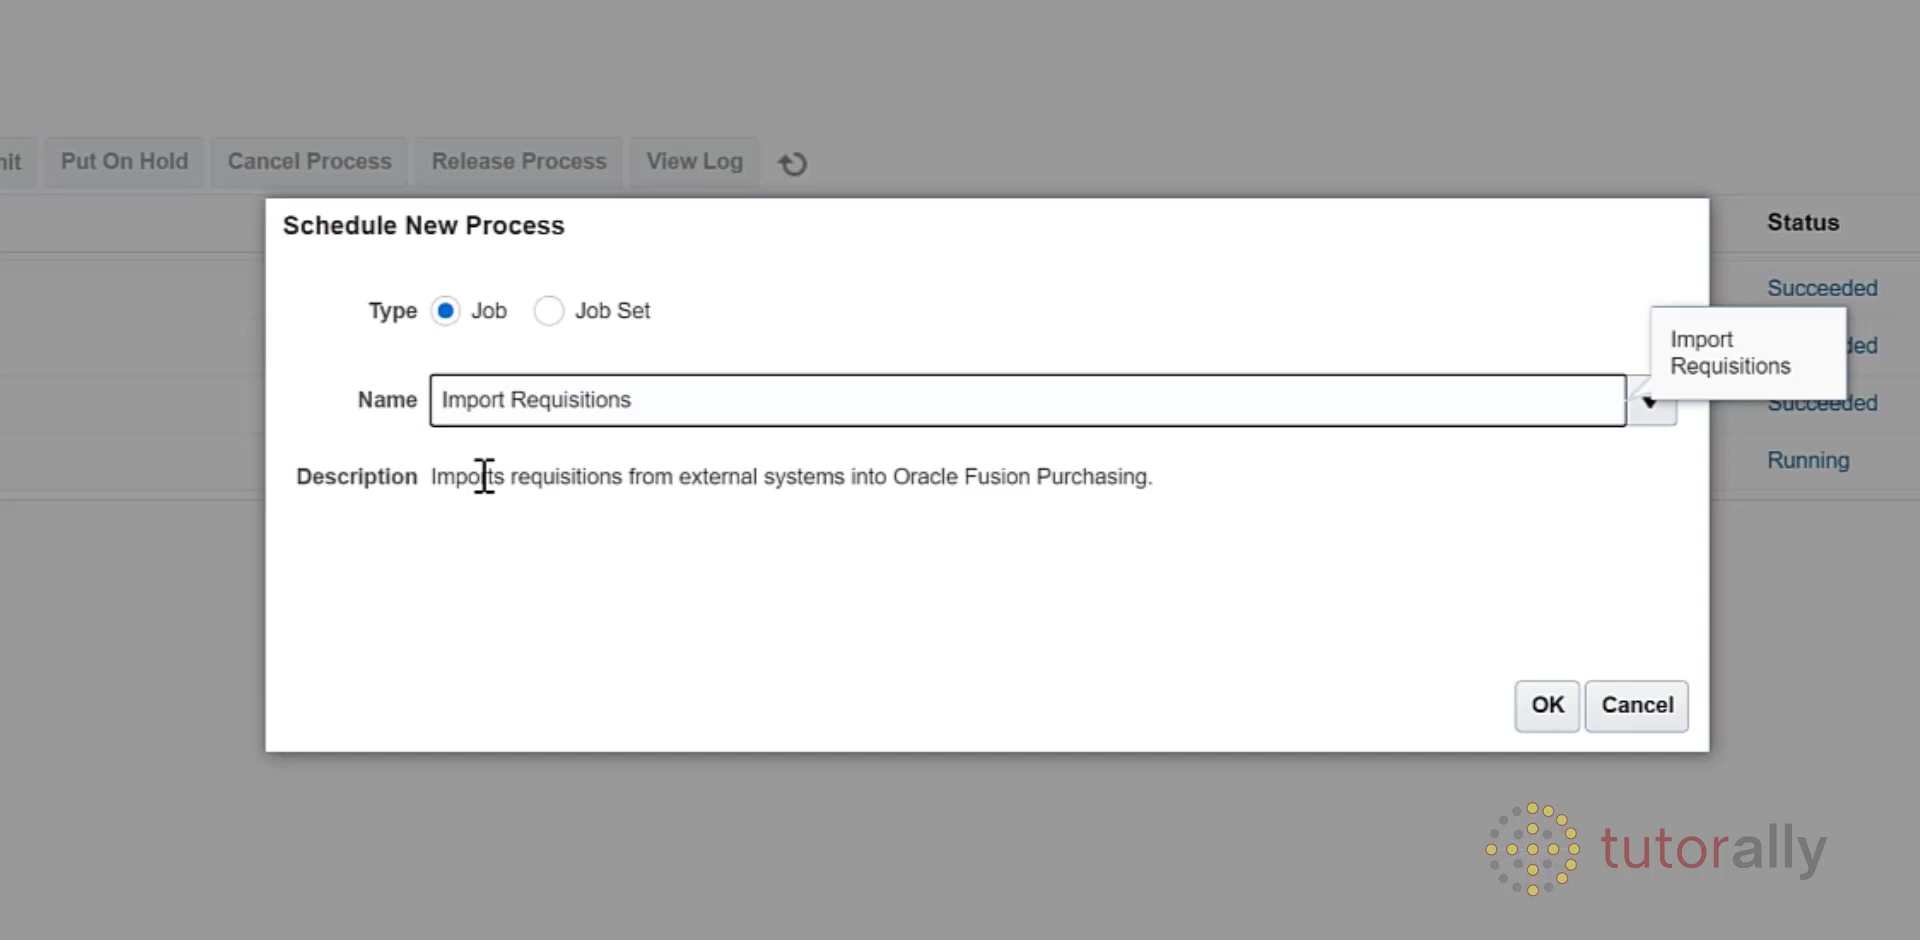 Put On Hold Cancel Process Release Process View Log
Schedule New Process
Status
Type Job Job Set
Succeeded
Import
Requisitions
Name Import Requisitions
Succeeded
Description Imports requisitions from external systems into Oracle Fusion Purchasing.
Running
OK Cancel
tutorally